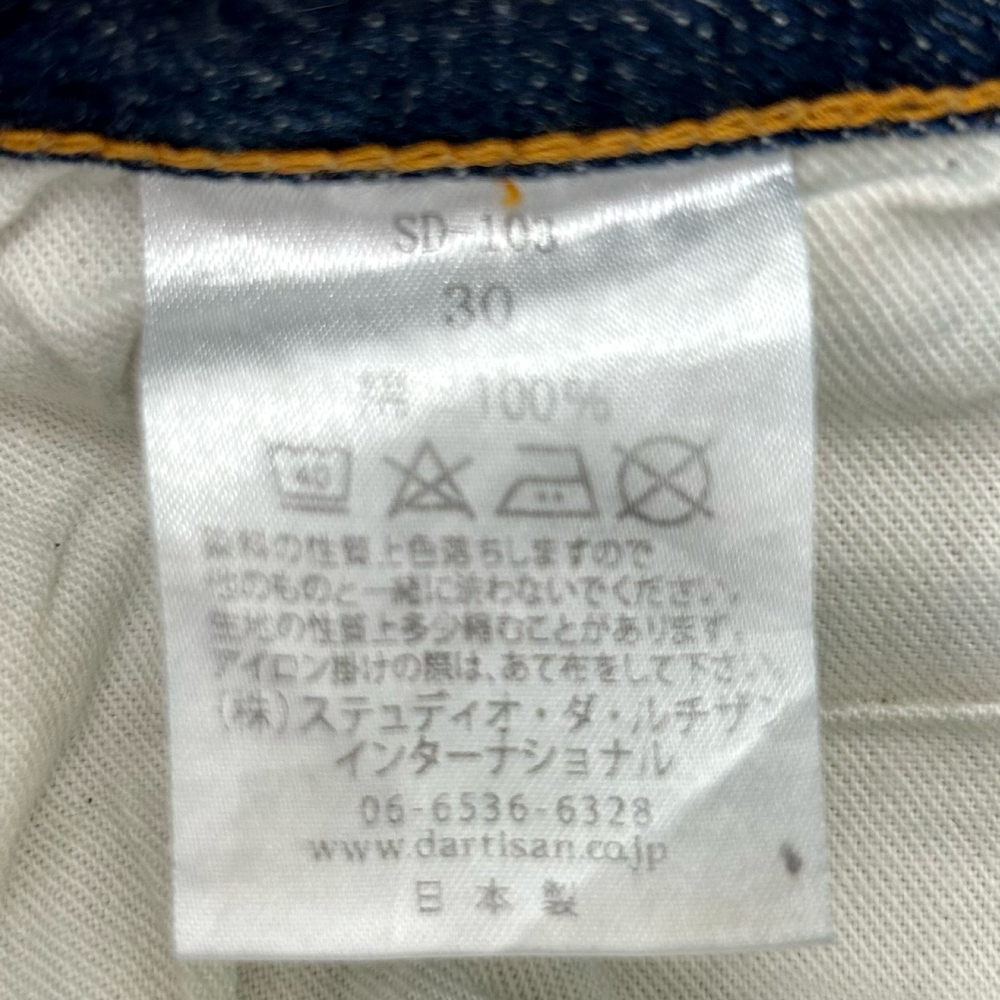 SD-103
30
綿 100%
40
染料の性質上色落ちしますので
他のものと一緒に洗わないでください。
生地の性質上多少縮むことがあります。
アイロン掛けの際は、あて布をして下さい。
(株)ステュディオ・ダ・ルチザン
インターナショナル
06-6536-6328
www.dartisan.co.jp
日本製